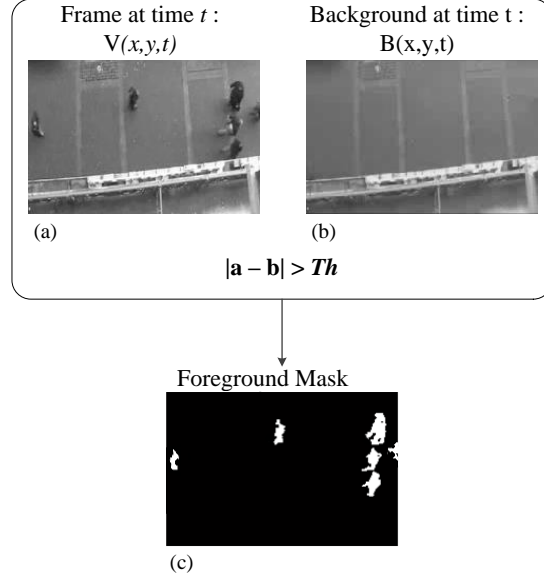 Frame at time t :
V(x,y,t)
Background at time t :
B(x,y,t)
(a)
(b)
|a – b| > Th
Foreground Mask
(c)